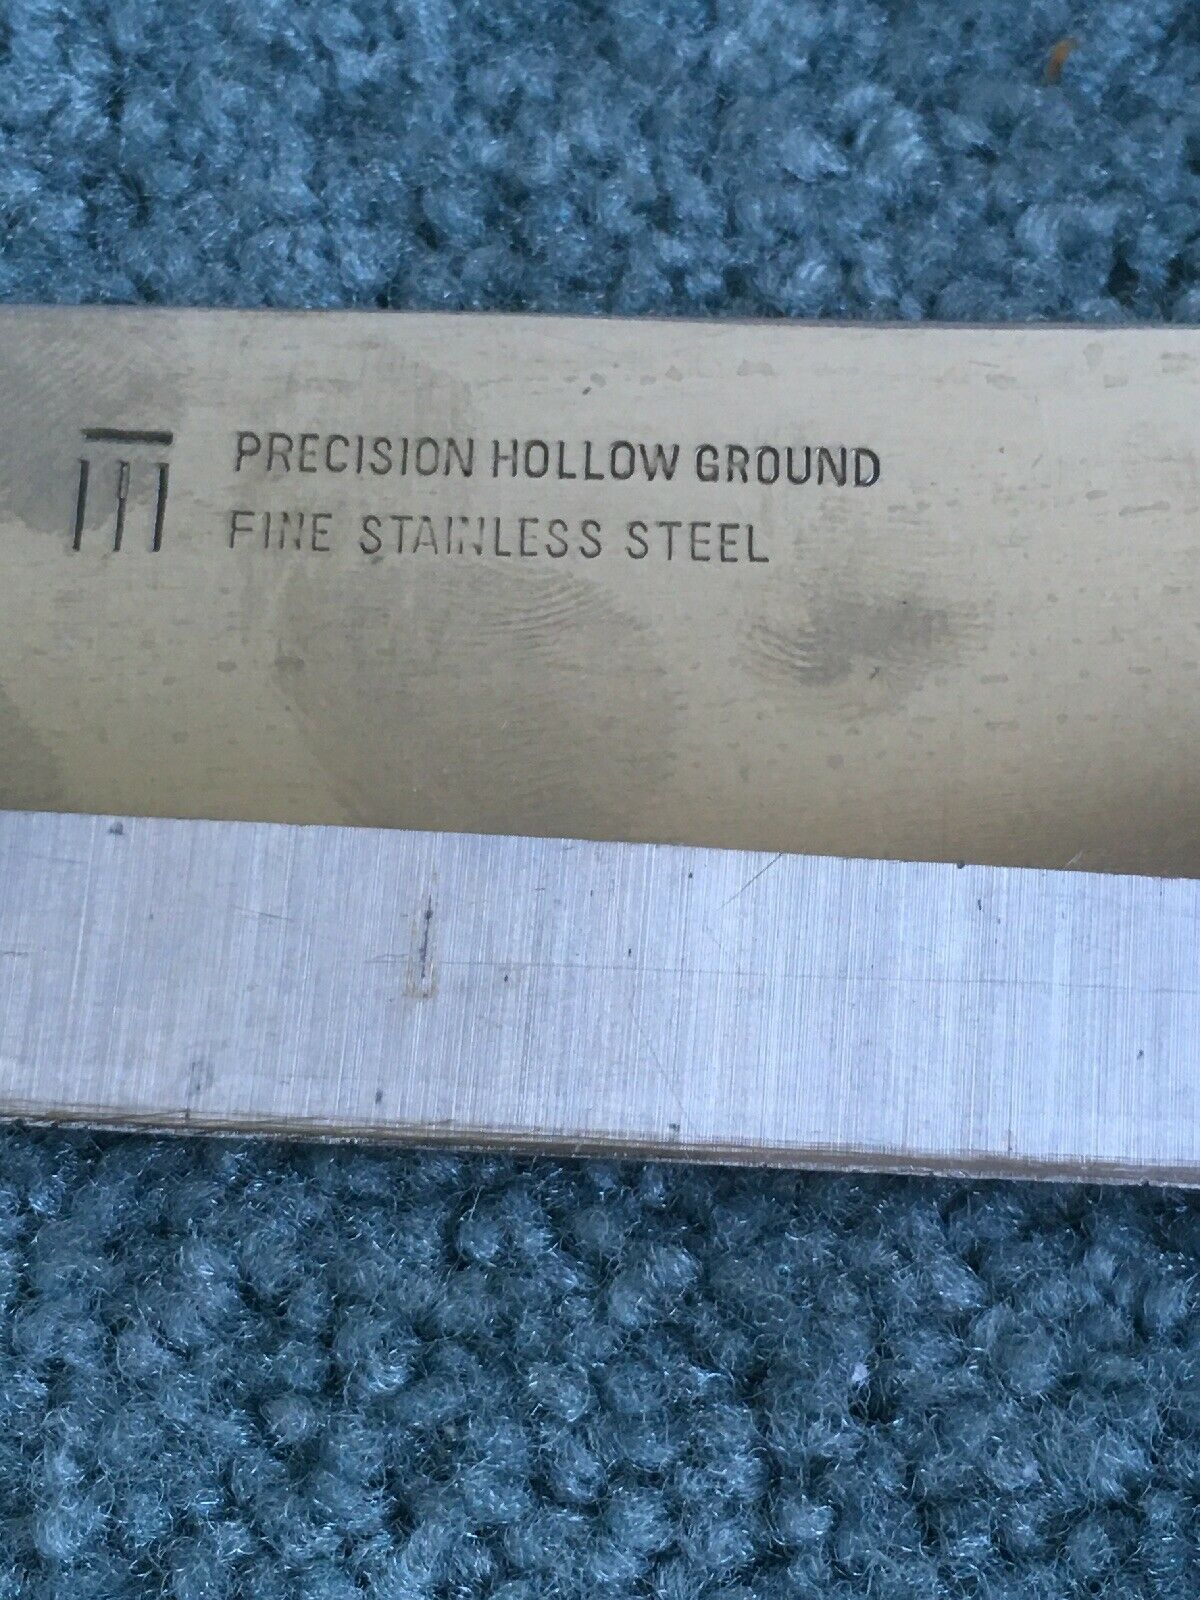 PRECISION HOLLOW GROUND
FINE STAINLESS STEEL